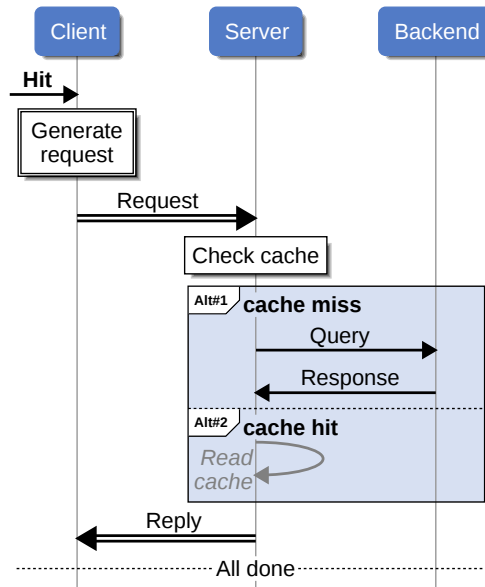 Client
Server
Backend
Hit
Generate
request
Request
Check cache
Alt#1
cache miss
Query
Response
Alt#2
cache hit
Read
cache
Reply
All done